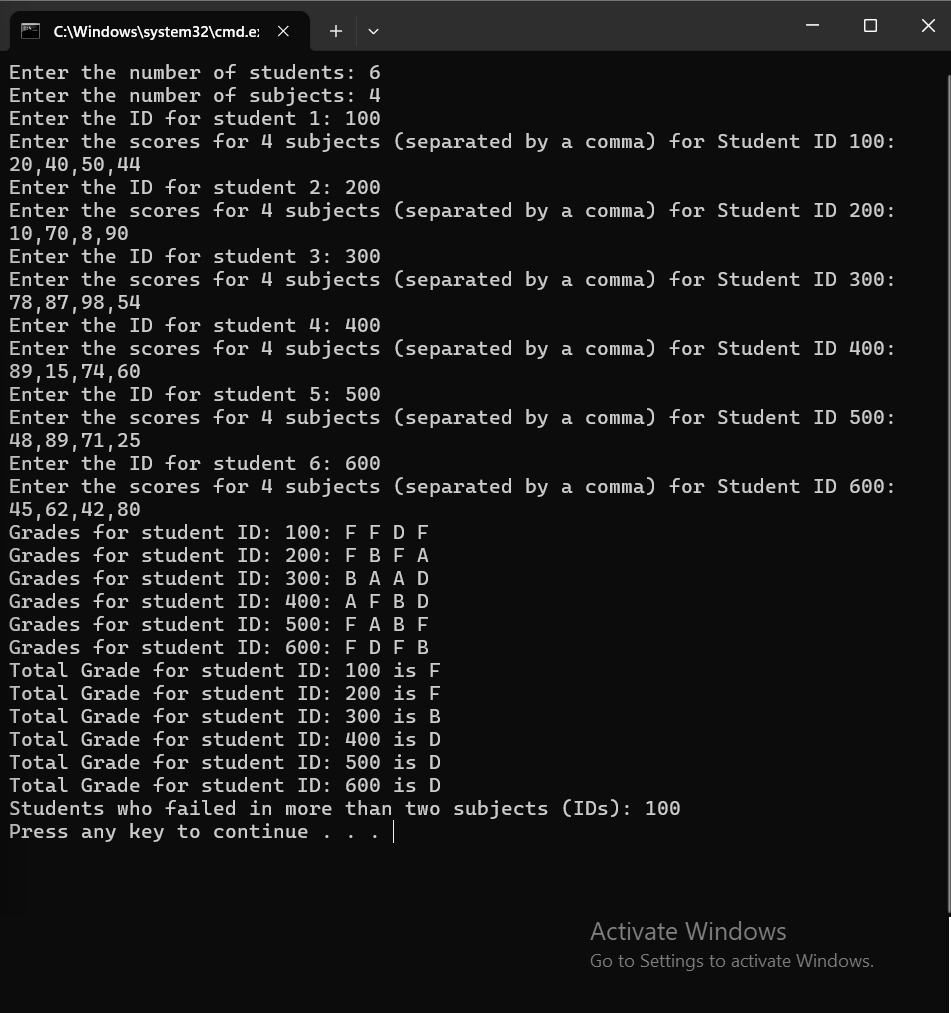 C:\Windows\system32\cmd.e
Enter the number of students: 6
Enter the number of subjects: 4
Enter the ID for student 1: 100
Enter the scores for 4 subjects (separated by a comma) for Student ID 100:
20,40,50,44
Enter the ID for student 2: 200
Enter the scores for 4 subjects (separated by a comma) for Student ID 200:
10,70,8,90
Enter the ID for student 3: 300
Enter the scores for 4 subjects (separated by a comma) for Student ID 300:
78,87,98,54
Enter the ID for student 4: 400
Enter the scores for 4 subjects (separated by a comma) for Student ID 400:
89,15,74,60
Enter the ID for student 5: 500
Enter the scores for 4 subjects (separated by a comma) for Student ID 500:
48,89,71,25
Enter the ID for student 6: 600
Enter the scores for 4 subjects (separated by a comma) for Student ID 600:
45,62,42,80
Grades for student ID: 100: F F D F
Grades for student ID: 200: F B F A
Grades for student ID: 300: B A A D
Grades for student ID: 400: A F B D
Grades for student ID: 500: F A B F
Grades for student ID: 600: F D F B
Total Grade for student ID: 100 is F
Total Grade for student ID: 200 is F
Total Grade for student ID: 300 is B
Total Grade for student ID: 400 is D
Total Grade for student ID: 500 is D
Total Grade for student ID: 600 is D
Students who failed in more than two subjects (IDs): 100
Press any key to continue . . .
Activate Windows
Go to Settings to activate Windows.